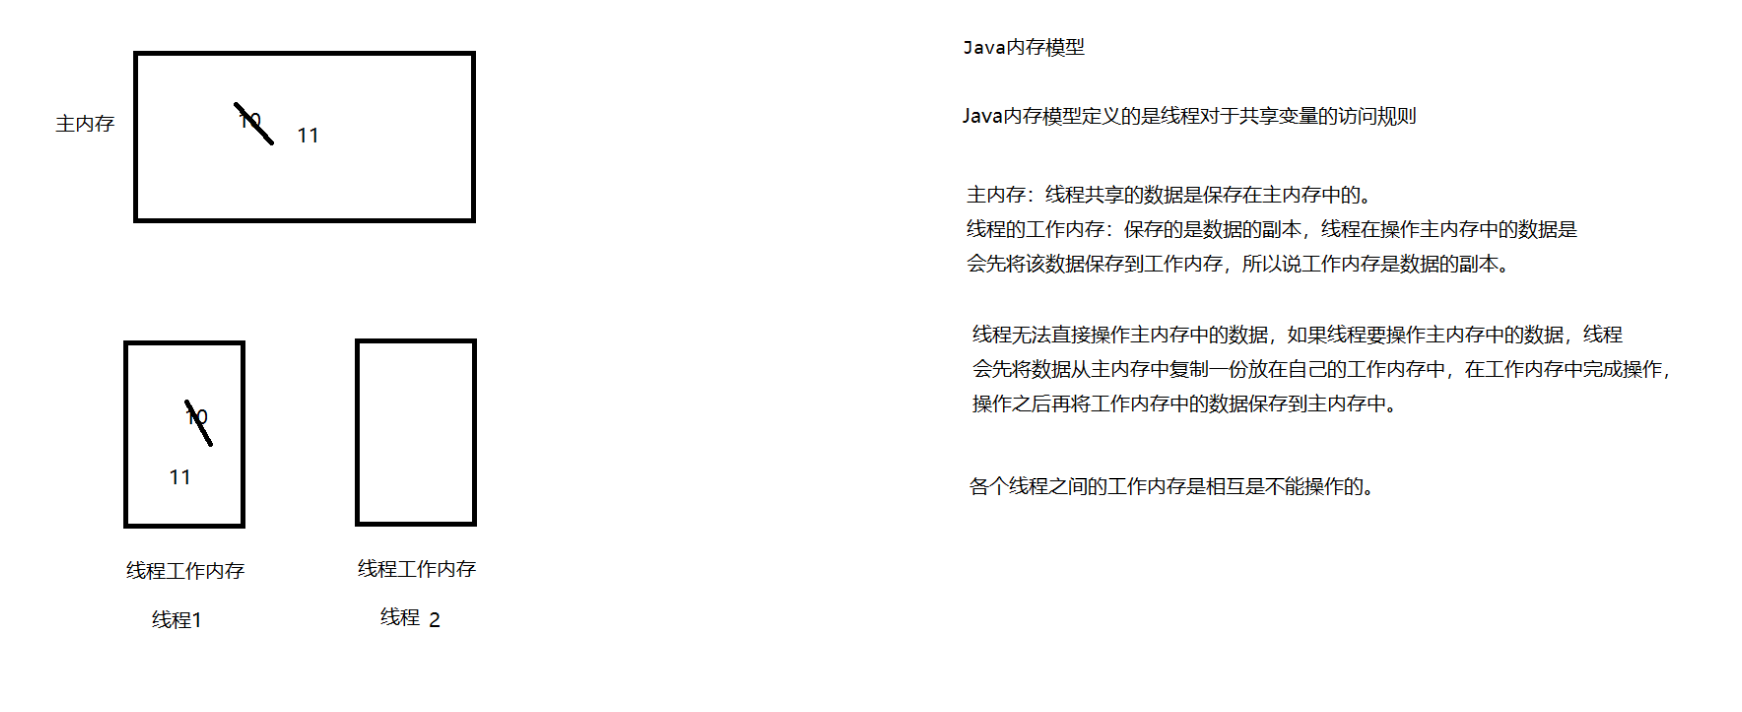 主内存
10
11
10
11
线程工作内存
线程1
线程工作内存
线程 2
Java内存模型
Java内存模型定义的是线程对于共享变量的访问规则
主内存：线程共享的数据是保存在主内存中的。
线程的工作内存：保存的是数据的副本，线程在操作主内存中的数据是
会先将该数据保存到工作内存，所以说工作内存是数据的副本。
线程无法直接操作主内存中的数据，如果线程要操作主内存中的数据，线程
会先将数据从主内存中复制一份放在自己的工作内存中，在工作内存中完成操作，
操作之后再将工作内存中的数据保存到主内存中。
各个线程之间的工作内存是相互是不能操作的。